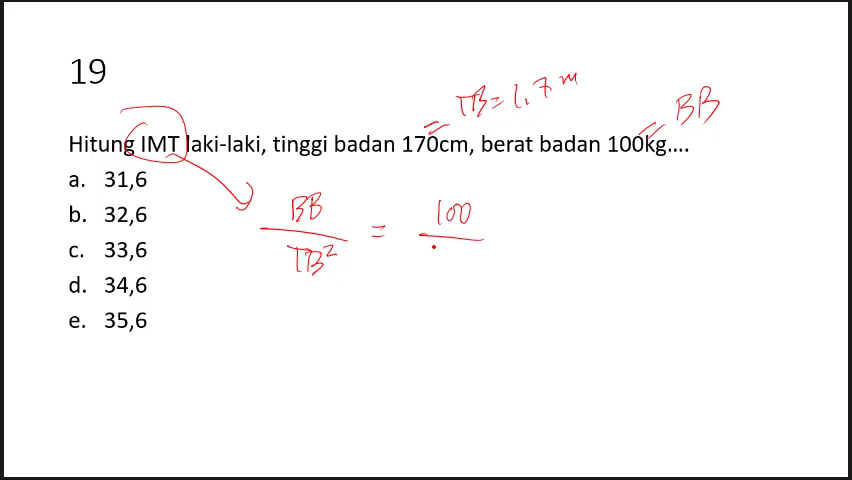 19
TB = 1,7 m
BB
Hitung IMT laki-laki, tinggi badan 170cm, berat badan 100kg....
a. 31,6
b. 32,6
c. 33,6
d. 34,6
e. 35,6
BB = 100
TB²